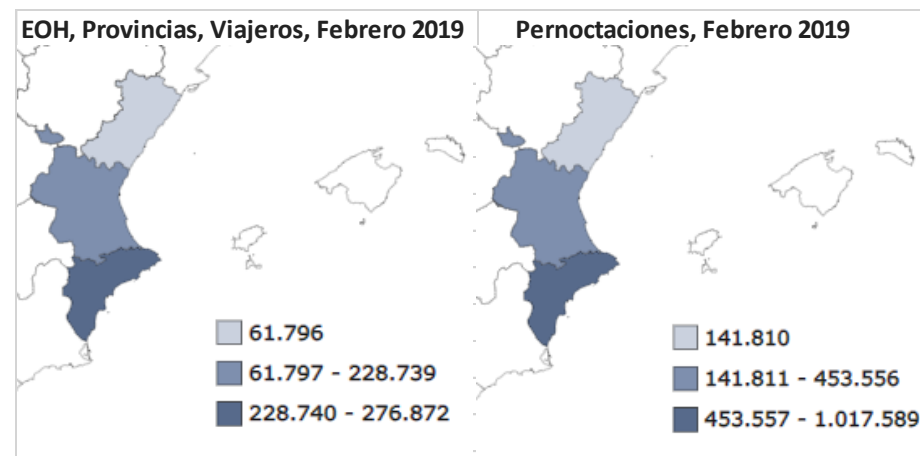 EOH, Provincias, Viajeros, Febrero 2019
Pernoctaciones, Febrero 2019
61.796
61.797 - 228.739
228.740 - 276.872
141.810
141.811 - 453.556
453.557 - 1.017.589